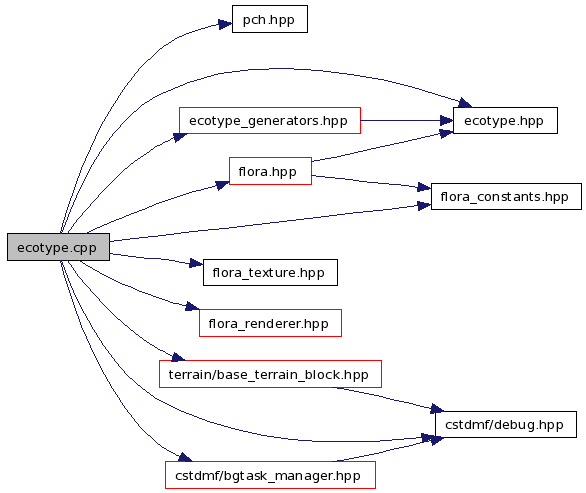 pch.hpp
ecotype_generators.hpp
ecotype.hpp
flora.hpp
flora_constants.hpp
ecotype.cpp
flora_texture.hpp
flora_renderer.hpp
terrain/base_terrain_block.hpp
cstdmf/debug.hpp
cstdmf/bgtask_manager.hpp